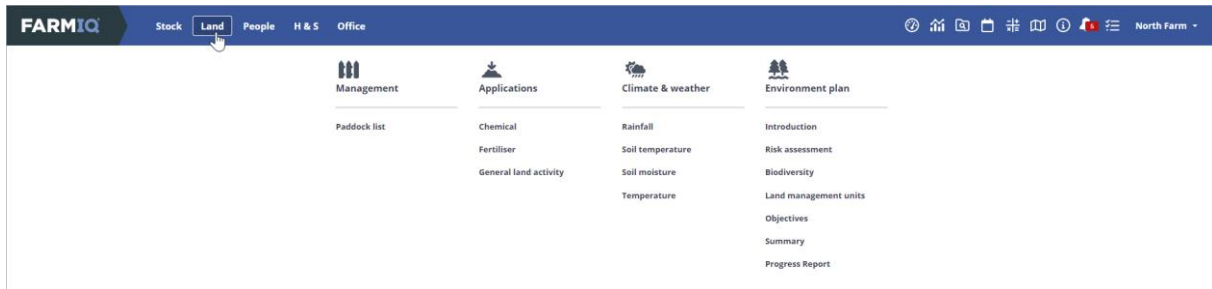 FARMIQ Stock Land People H & S Office 5 North Farm
Management Applications Climate & weather Environment plan
Paddock list Chemical Rainfall Introduction
Fertiliser Soil temperature Risk assessment
General land activity Soil moisture Biodiversity
Temperature Land management units
Objectives
Summary
Progress Report